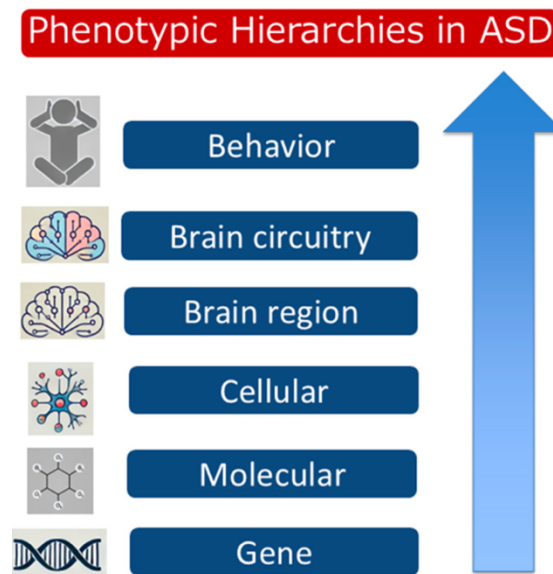 Phenotypic Hierarchies in ASD
Behavior
Brain circuitry
Brain region
Cellular
Molecular
Gene